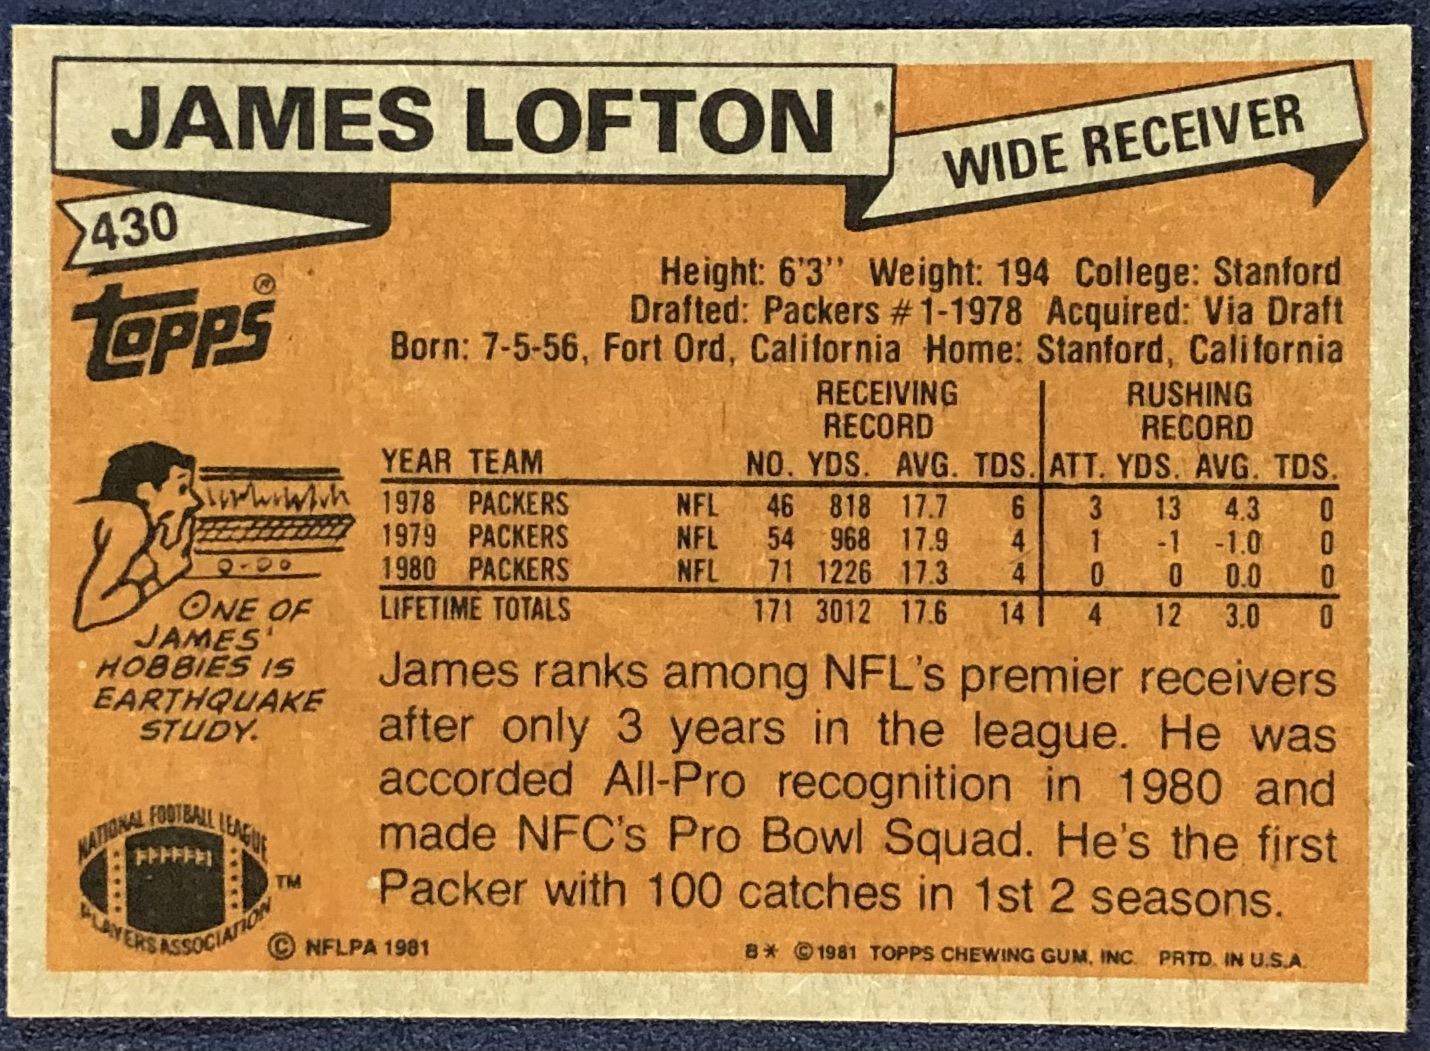 JAMES LOFTON
WIDE RECEIVER
430
TOPPS®
Height: 6'3'' Weight: 194 College: Stanford
Drafted: Packers #1-1978 Acquired: Via Draft
Born: 7-5-56, Fort Ord, California Home: Stanford, California
RECEIVING RUSHING
RECORD RECORD
YEAR TEAM NO. YDS. AVG. TDS. ATT. YDS. AVG. TDS.
1978 PACKERS NFL 46 818 17.7 6 3 13 4.3 0
1979 PACKERS NFL 54 968 17.9 4 1 -1 -1.0 0
1980 PACKERS NFL 71 1226 17.3 4 0 0 0.0 0
LIFETIME TOTALS 171 3012 17.6 14 4 12 3.0 0
ONE OF
JAMES'
HOBBIES IS
EARTHQUAKE
STUDY.
James ranks among NFL's premier receivers
after only 3 years in the league. He was
accorded All-Pro recognition in 1980 and
made NFC's Pro Bowl Squad. He's the first
Packer with 100 catches in 1st 2 seasons.
NATIONAL FOOTBALL LEAGUE
PLAYERS ASSOCIATION
TM
© NFLPA 1981
B* ©1981 TOPPS CHEWING GUM, INC. PRTD. IN U.S.A.